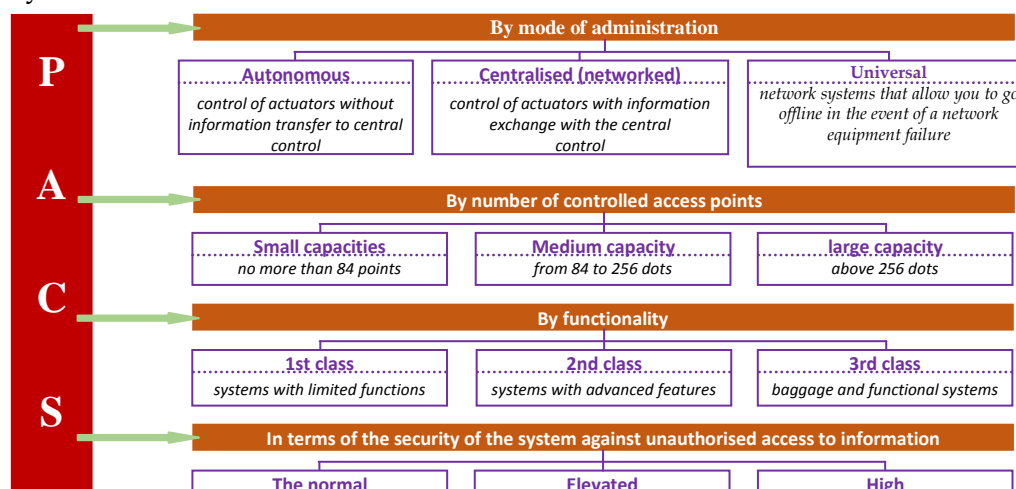 P
A
C
S
By mode of administration
Autonomous
control of actuators without
information transfer to central
control
Centralised (networked)
control of actuators with information
exchange with the central
control
Universal
network systems that allow you to go
offline in the event of a network
equipment failure
By number of controlled access points
Small capacities
no more than 84 points
Medium capacity
from 84 to 256 dots
large capacity
above 256 dots
By functionality
1st class
systems with limited functions
2nd class
systems with advanced features
3rd class
baggage and functional systems
In terms of the security of the system against unauthorised access to information
The normal
Elevated
High